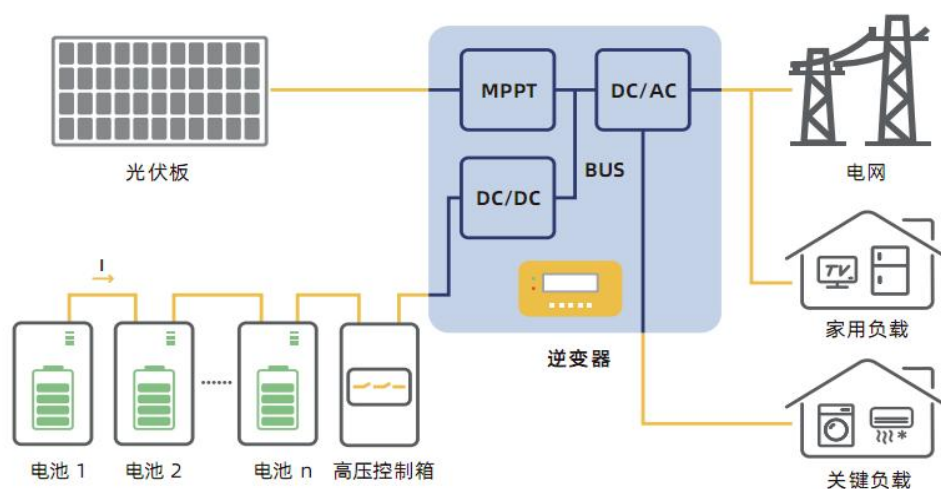 MPPT
DC/AC
光伏板
BUS
电网
DC/DC
I
TV
逆变器
家用负载
电池 1
电池 2
......
电池 n
高压控制箱
关键负载